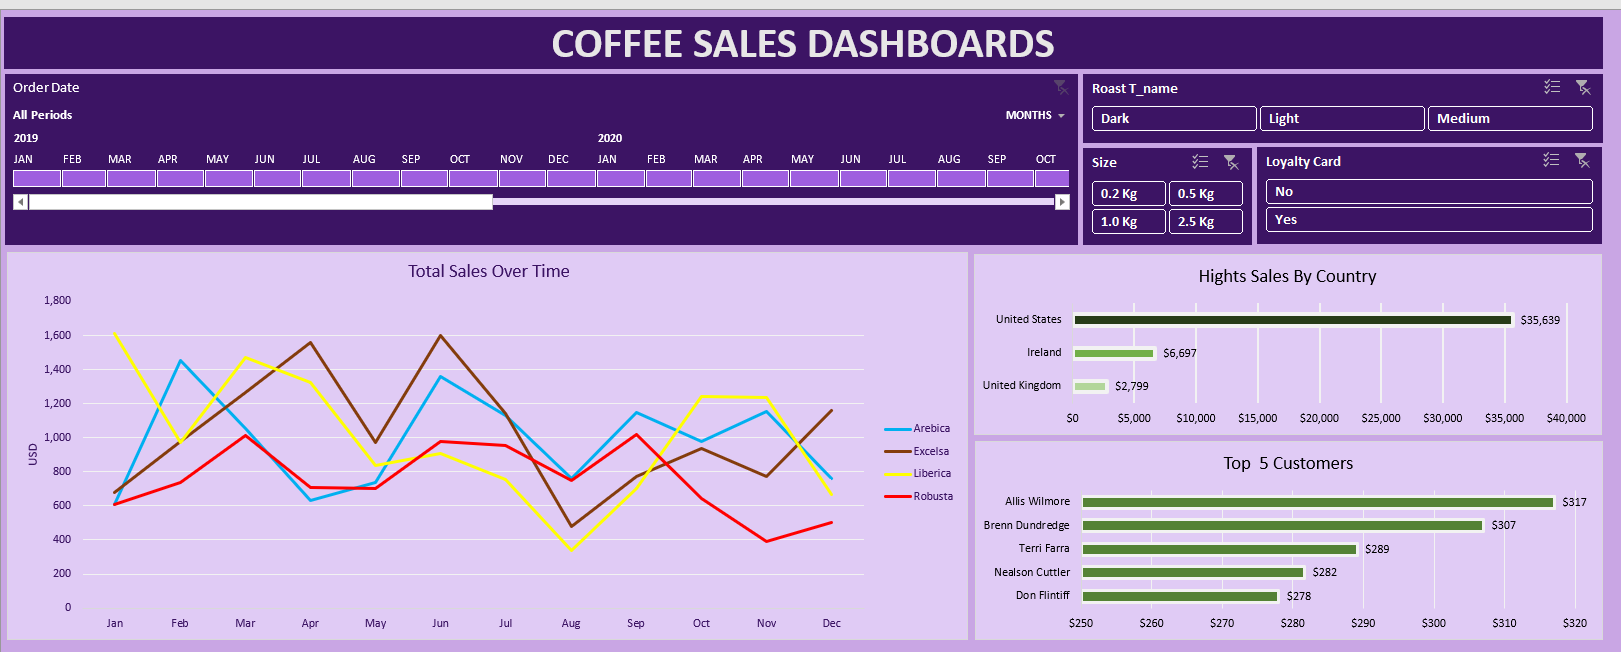 COFFEE SALES DASHBOARDS
Order Date
All Periods
MONTHS
2019 2020
JAN FEB MAR APR MAY JUN JUL AUG SEP OCT NOV DEC JAN FEB MAR APR MAY JUN JUL AUG SEP OCT
Roast T_name
Dark Light Medium
Size
0.2 Kg 0.5 Kg
1.0 Kg 2.5 Kg
Loyalty Card
No
Yes
Total Sales Over Time
USD
1,800
1,600
1,400
1,200
1,000
800
600
400
200
0
Jan Feb Mar Apr May Jun Jul Aug Sep Oct Nov Dec
Arebica
Excelsa
Liberica
Robusta
Hights Sales By Country
United States $35,639
Ireland $6,697
United Kingdom $2,799
$0 $5,000 $10,000 $15,000 $20,000 $25,000 $30,000 $35,000 $40,000
Top  5 Customers
Allis Wilmore $317
Brenn Dundredge $307
Terri Farra $289
Nealson Cuttler $282
Don Flintiff $278
$250 $260 $270 $280 $290 $300 $310 $320